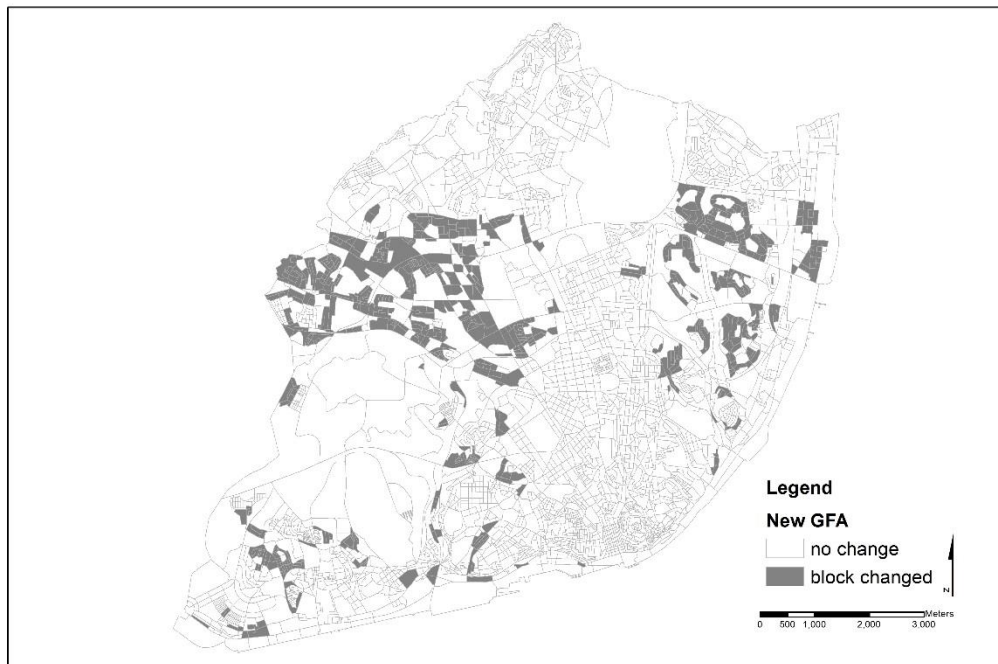 Legend
New GFA
no change
block changed
N
Meters
0 500 1,000 2,000 3,000